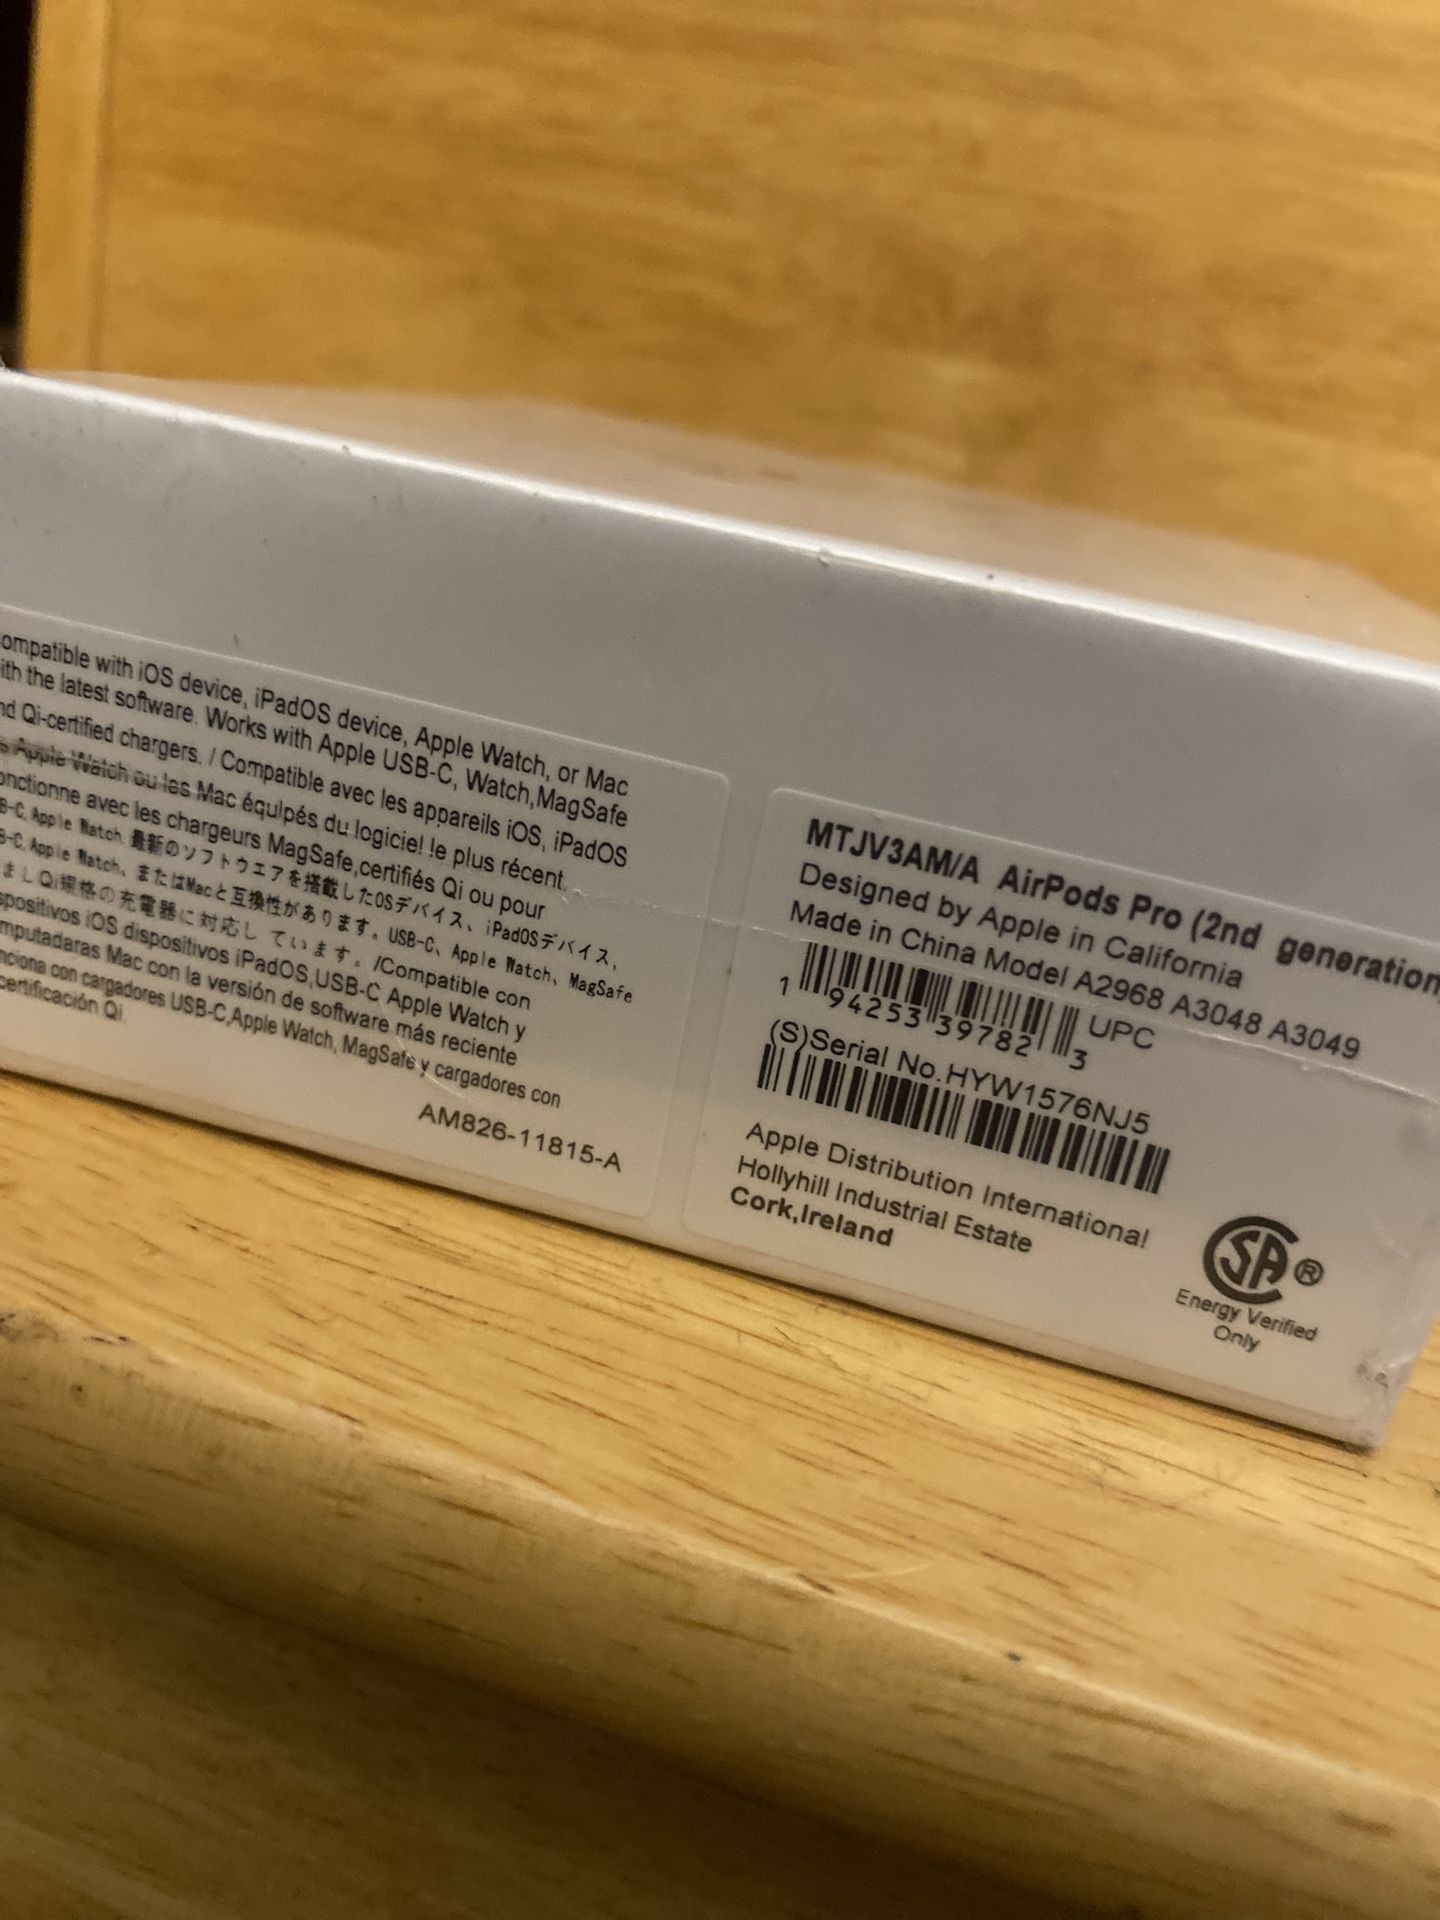 ompatible with iOS device, iPadOS device, Apple Watch, or Mac
ith the latest software. Works with Apple USB-C, Watch,MagSafe
nd Qi-certified chargers. / Compatible avec les appareils iOS, iPadOS
s Apple Watch ou les Mac équlpés du logiciel !e plus récent.
onctionne avec les chargeurs MagSafe,certifiés Qi ou pour
B-C, Apple Watch. 最新のソフトウエアを搭載したOSデバイス、iPadOSデバイス,
B-C, Apple Watch、またはMacと互換性があります。USB-C、Apple Watch、MagSafe
ましQi規格の充電器に対応し ています。/Compatible con
spositivos iOS dispositivos iPadOS,USB-C Apple Watch y
mputadaras Mac con la versión de software más reciente
nciona con cargadores USB-C,Apple Watch, MagSafe y cargadores con
certificación Qi.
AM826-11815-A
MTJV3AM/A AirPods Pro (2nd generation)
Designed by Apple in California
Made in China Model A2968 A3048 A3049
1 94253 39782 3 UPC
(S)Serial No.HYW1576NJ5
Apple Distribution International
Hollyhill Industrial Estate
Cork,Ireland
SA ®
Energy Verified
Only